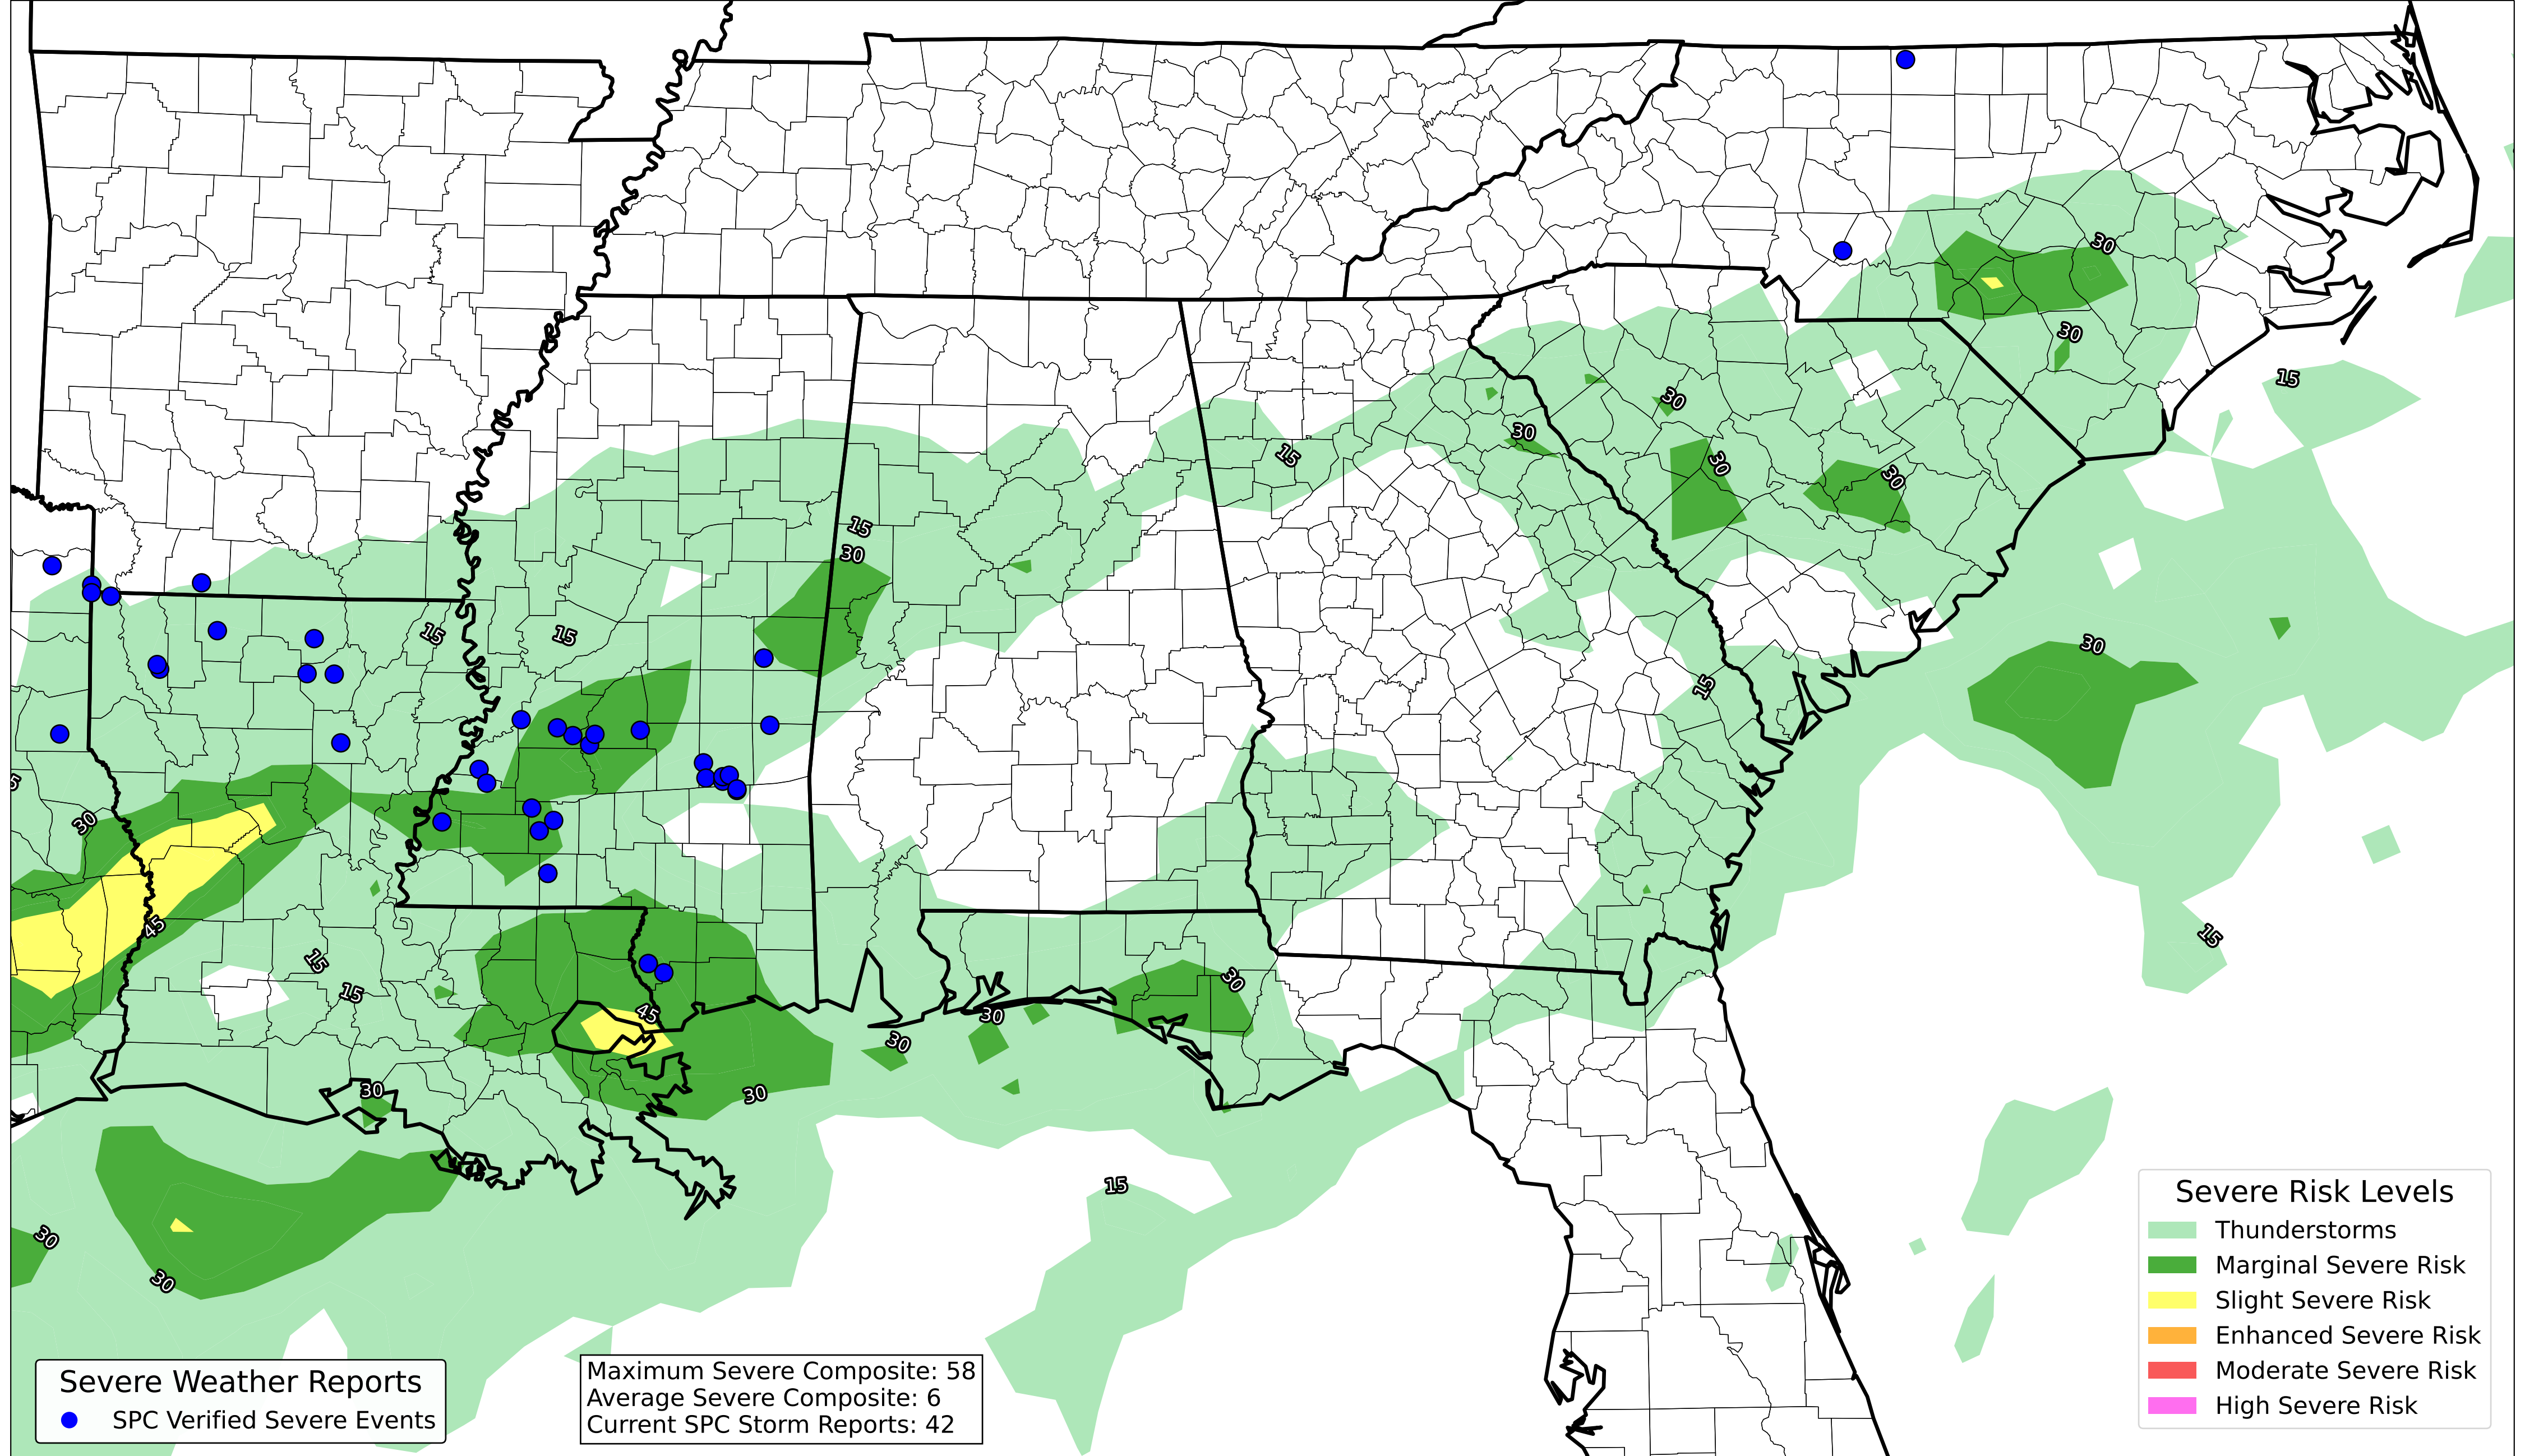 30
30
15
30
15
30
30
30
30
15
30
15
15
15
30
15
30
5
45
15
15
15
30
45
30
30
30
30
15
30
30
Severe Weather Reports
SPC Verified Severe Events
Maximum Severe Composite: 58
Average Severe Composite: 6
Current SPC Storm Reports: 42
Severe Risk Levels
Thunderstorms
Marginal Severe Risk
Slight Severe Risk
Enhanced Severe Risk
Moderate Severe Risk
High Severe Risk